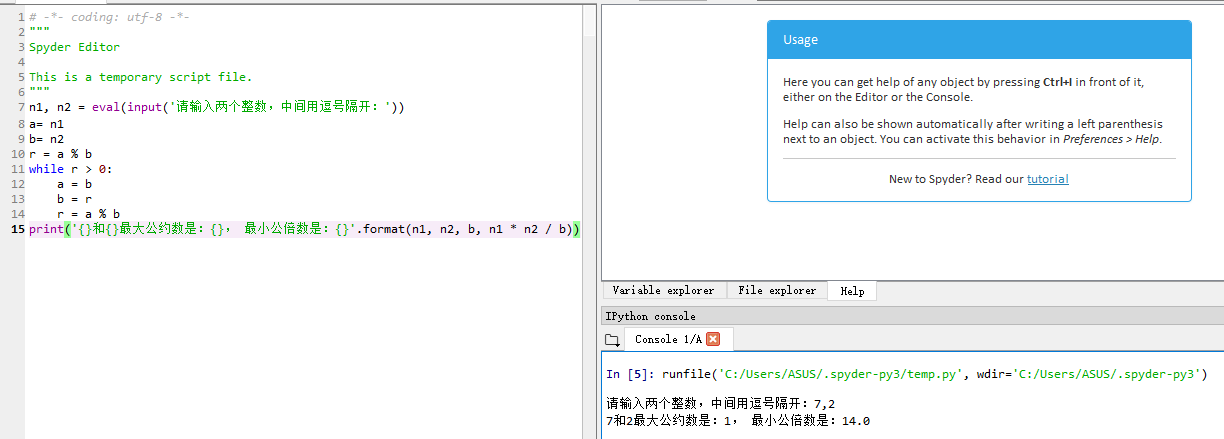 1 # -*- coding: utf-8 -*-
2 """
3 Spyder Editor
4
5 This is a temporary script file.
6 """
7 n1, n2 = eval(input('请输入两个整数，中间用逗号隔开：'))
8 a= n1
9 b= n2
10 r = a % b
11 while r > 0:
12     a = b
13     b = r
14     r = a % b
15 print('{}和{}最大公约数是：{}， 最小公倍数是：{}'.format(n1, n2, b, n1 * n2 / b))
Usage
Here you can get help of any object by pressing Ctrl+I in front of it,
either on the Editor or the Console.
Help can also be shown automatically after writing a left parenthesis
next to an object. You can activate this behavior in Preferences > Help.
New to Spyder? Read our tutorial
Variable explorer File explorer Help
IPython console
Console 1/A
In [5]: runfile('C:/Users/ASUS/.spyder-py3/temp.py', wdir='C:/Users/ASUS/.spyder-py3')
请输入两个整数，中间用逗号隔开：7,2
7和2最大公约数是：1， 最小公倍数是：14.0